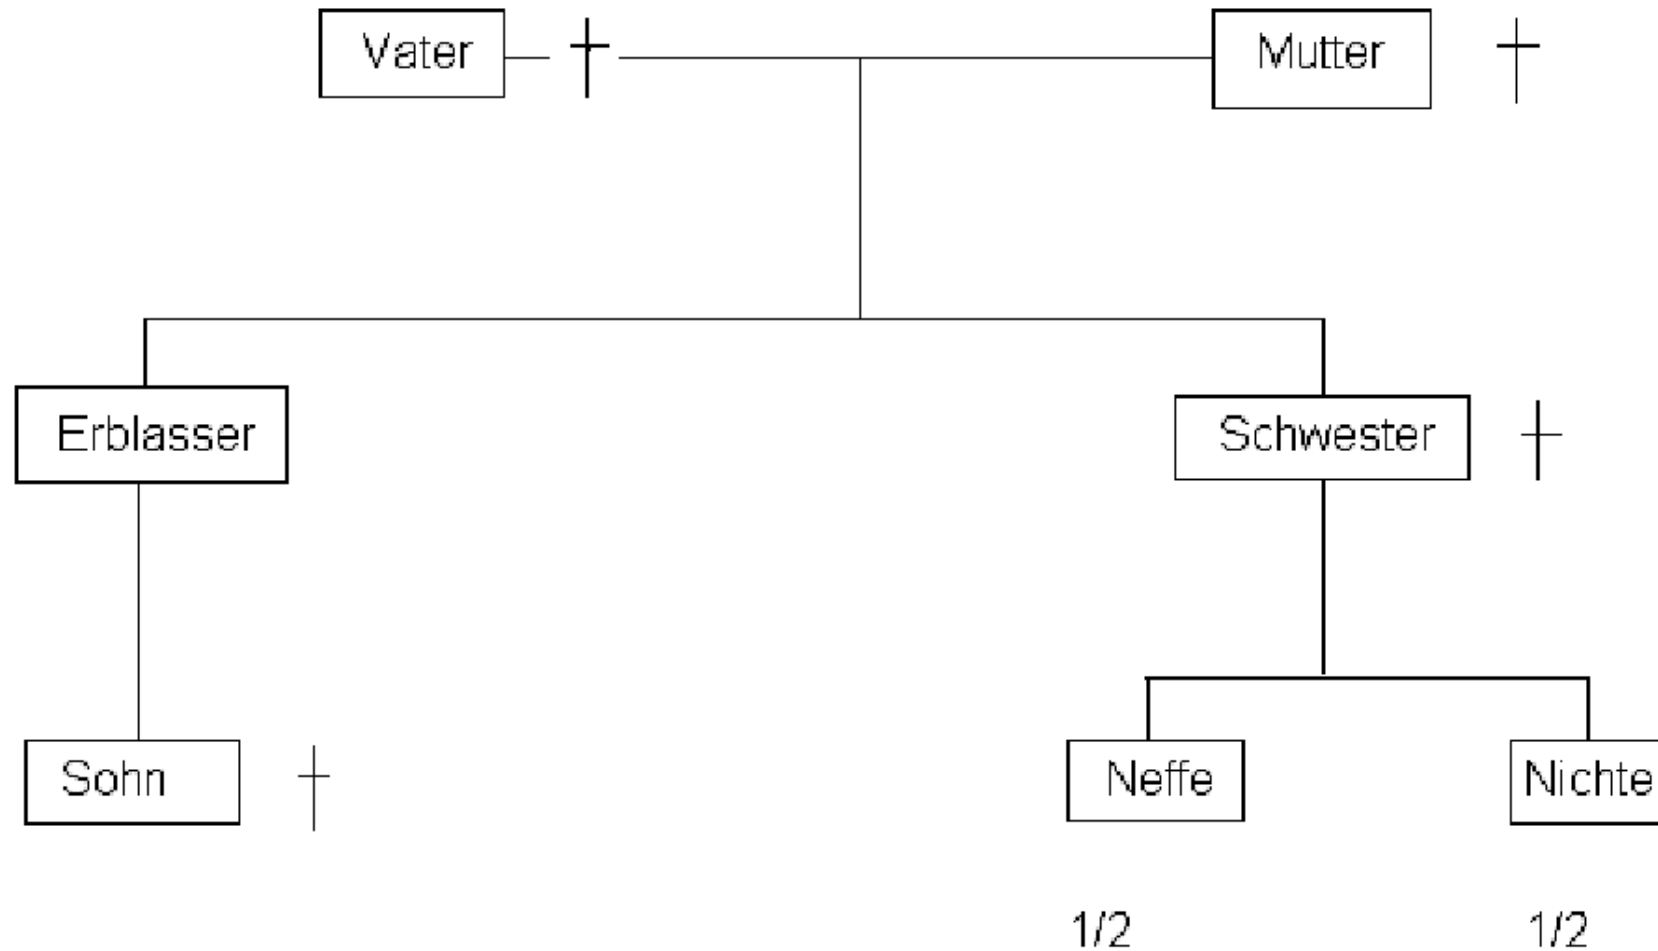 Vater
Mutter
Erblasser
Schwester
Sohn
Neffe
Nichte
1/2
1/2